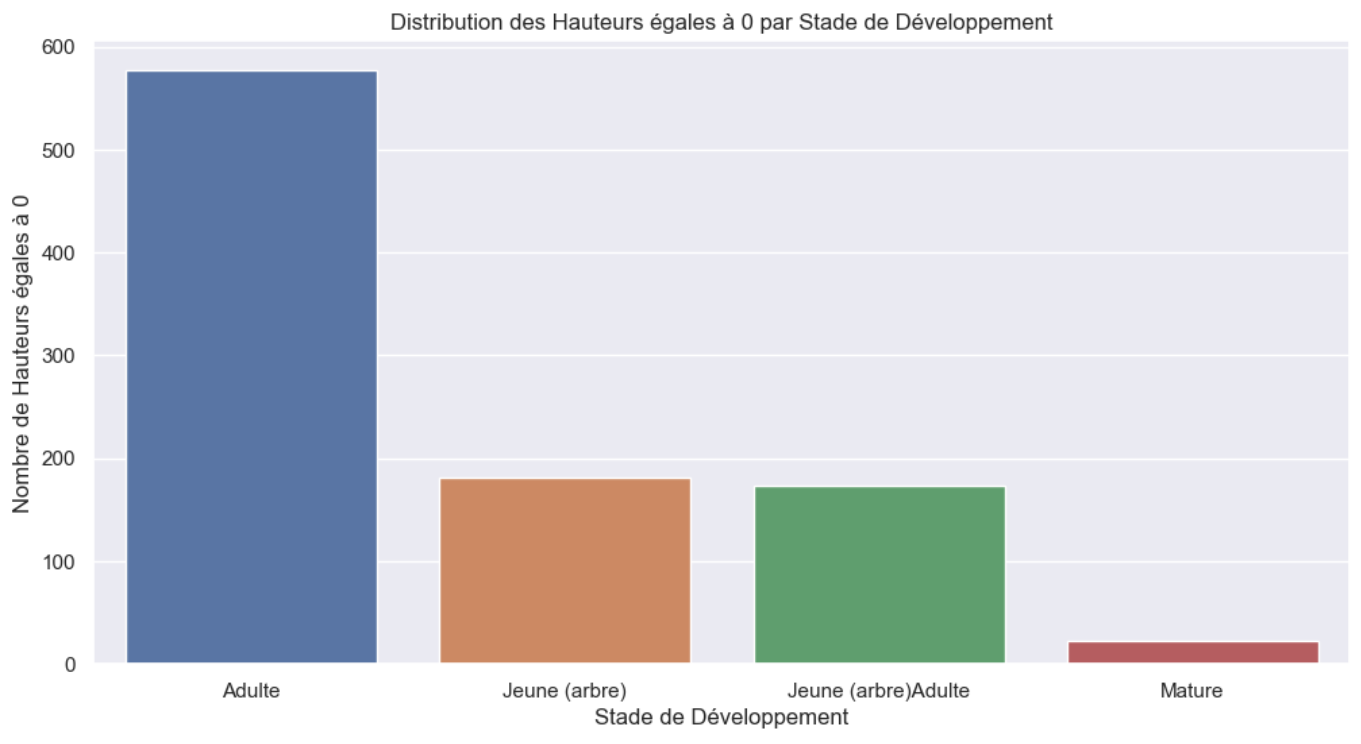 Distribution des Hauteurs égales à 0 par Stade de Développement
Nombre de Hauteurs égales à 0
600
500
400
300
200
100
0
Adulte
Jeune (arbre)
Jeune (arbre)Adulte
Mature
Stade de Développement